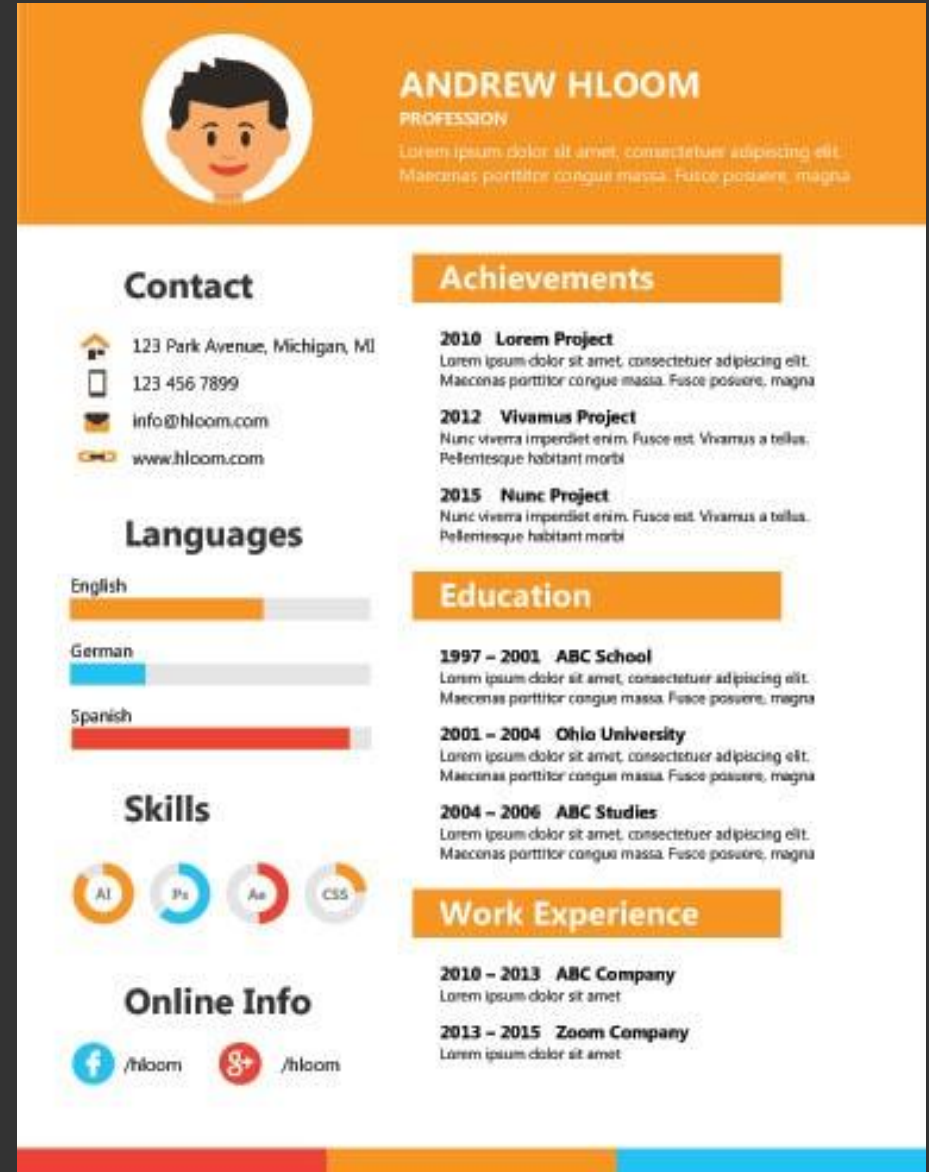 ANDREW HLOOM
PROFESSION
Lorem ipsum dolor sit amet, consectetuer adipiscing elit.
Maecenas porttitor congue massa. Fusce posuere, magna
Contact
123 Park Avenue, Michigan, MI
123 456 7899
info@hloom.com
www.hloom.com
Languages
English
German
Spanish
Skills
AI
Ps
Ae
CSS
Online Info
f
/hloom
g+
/hloom
Achievements
2010 Lorem Project
Lorem ipsum dolor sit amet, consectetuer adipiscing elit.
Maecenas porttitor congue massa. Fusce posuere, magna
2012 Vivamus Project
Nunc viverra imperdiet enim. Fusce est. Vivamus a tellus.
Pellentesque habitant morbi
2015 Nunc Project
Nunc viverra imperdiet enim. Fusce est. Vivamus a tellus.
Pellentesque habitant morbi
Education
1997 – 2001 ABC School
Lorem ipsum dolor sit amet, consectetuer adipiscing elit.
Maecenas porttitor congue massa. Fusce posuere, magna
2001 – 2004 Ohio University
Lorem ipsum dolor sit amet, consectetuer adipiscing elit.
Maecenas porttitor congue massa. Fusce posuere, magna
2004 – 2006 ABC Studies
Lorem ipsum dolor sit amet, consectetuer adipiscing elit.
Maecenas porttitor congue massa. Fusce posuere, magna
Work Experience
2010 – 2013 ABC Company
Lorem ipsum dolor sit amet
2013 – 2015 Zoom Company
Lorem ipsum dolor sit amet